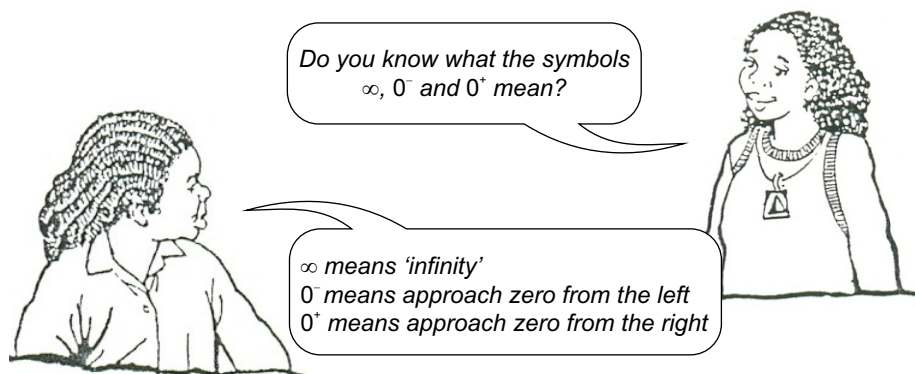 Do you know what the symbols
∞, 0⁻ and 0⁺ mean?
∞ means ‘infinity’
0⁻ means approach zero from the left
0⁺ means approach zero from the right